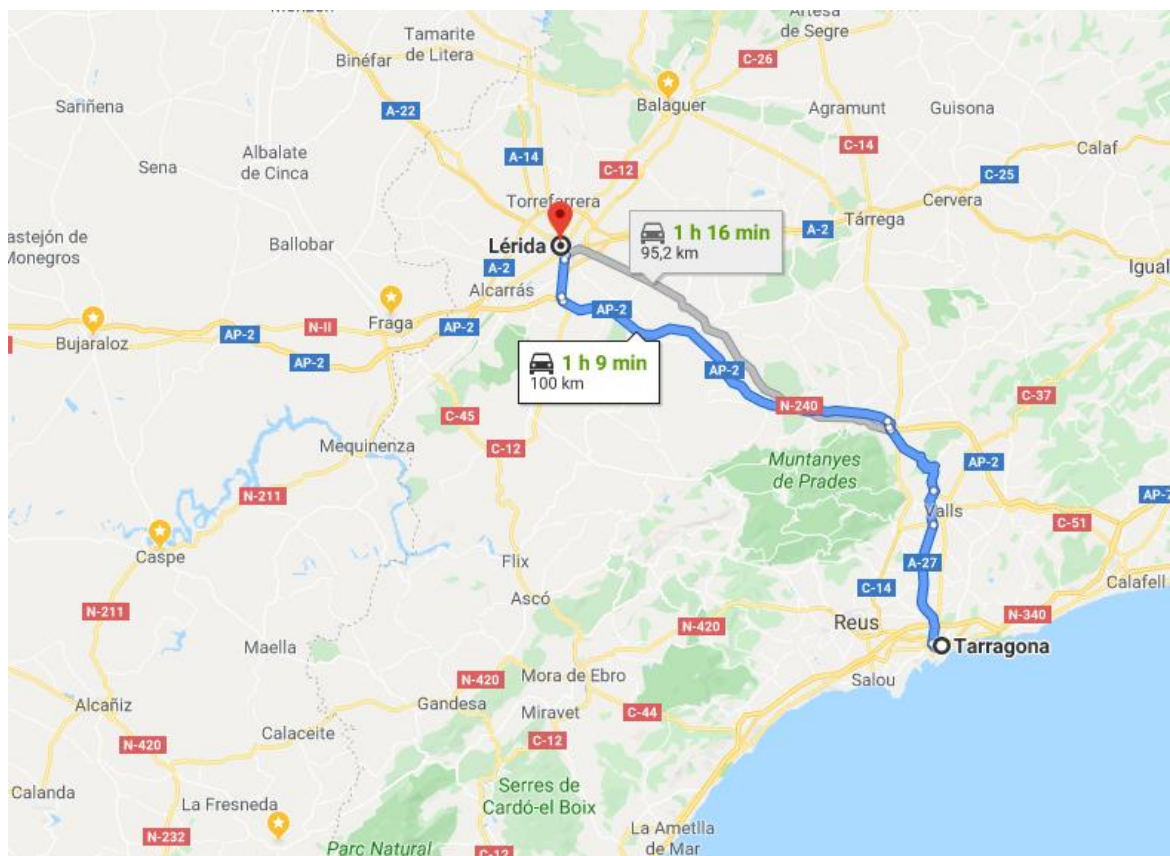 Tamarite
de Litera
Artesa
de Segre
Binéfar
C-26
Sariñena
A-22
Balaguer
Agramunt
Guisona
Sena
Albalate
de Cinca
A-14
C-12
C-14
Calaf
C-25
Torrefarrera
Cervera
Tárrega
1 h 16 min
95,2 km
A-2
Lérida
Ballobar
A-2
Alcarrás
Igual
Monegros
Fraga
AP-2
N-II
AP-2
AP-2
AP-2
Bujaraloz
1 h 9 min
100 km
AP-2
C-37
N-240
C-45
Mequinenza
C-12
Muntanyes
de Prades
AP-2
AP-7
N-211
Valls
C-51
Caspe
Flix
A-27
C-14
Calafell
N-211
Ascó
N-340
Reus
N-420
Maella
Tarragona
N-420
Mora de Ebro
Salou
Alcañiz
Gandesa
Miravet
C-44
Calaceite
N-420
C-12
Calanda
Serres de
Cardó-el Boix
La Fresneda
N-232
La Ametlla
de Mar
Parc Natural
C-12